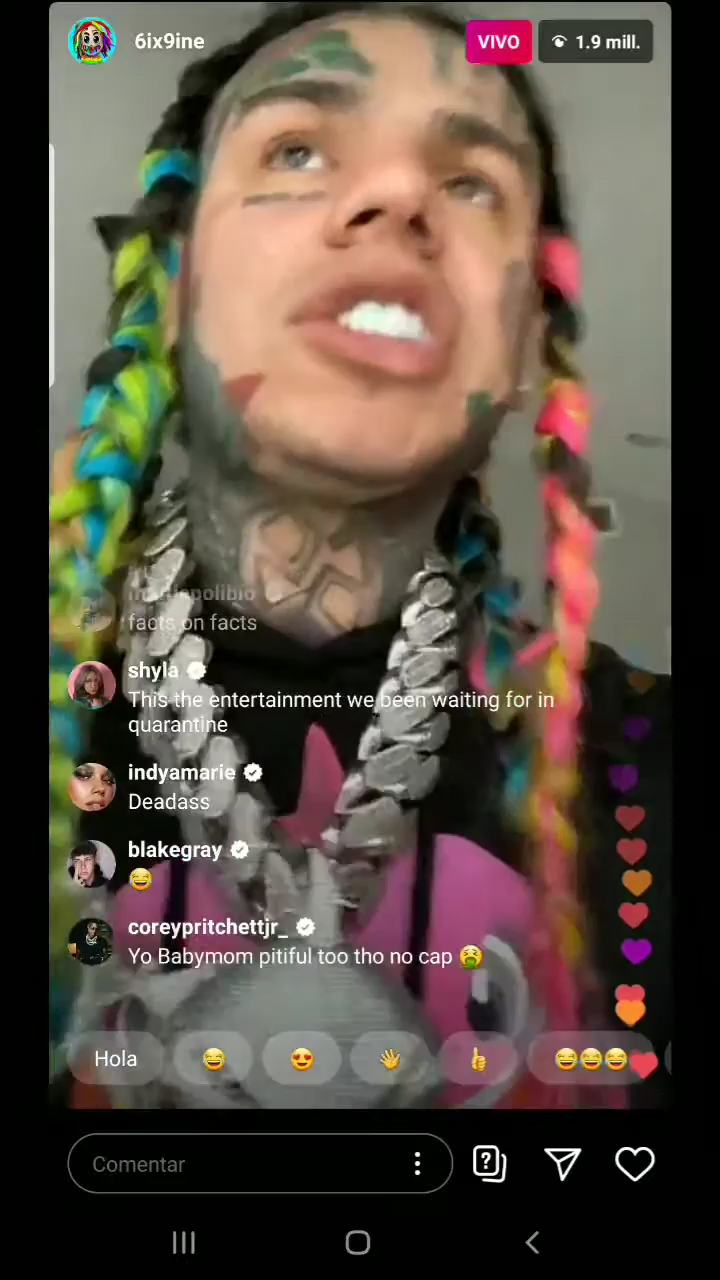 6ix9ine
VIVO
1.9 mill.
facts on facts
shyla
This the entertainment we been waiting for in
quarantine
indyamarie
Deadass
blakegray
😂
coreypritchettjr_
Yo Babymom pitiful too tho no cap 🤮
Hola 😂 😍 👋 👍 😂😂😂
Comentar